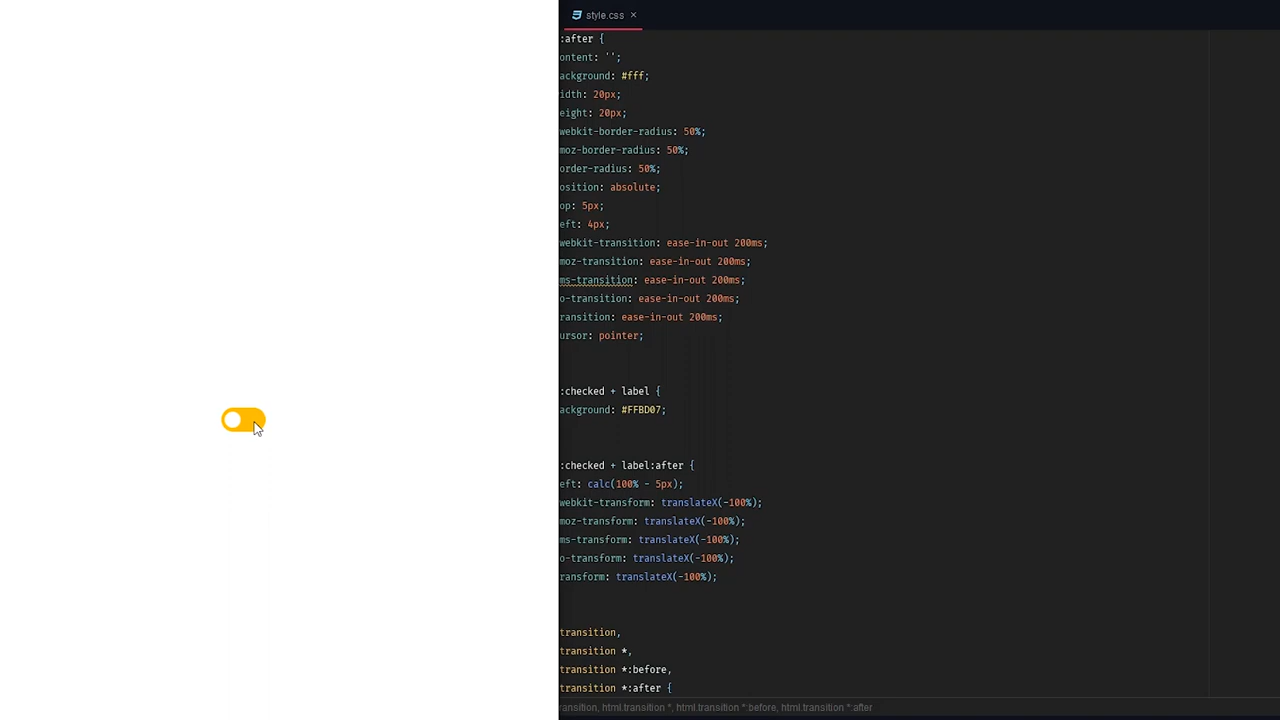 style.css
:after {
ontent: '';
ackground: #fff;
idth: 20px;
eight: 20px;
webkit-border-radius: 50%;
moz-border-radius: 50%;
order-radius: 50%;
osition: absolute;
op: 5px;
eft: 4px;
webkit-transition: ease-in-out 200ms;
moz-transition: ease-in-out 200ms;
ms-transition: ease-in-out 200ms;
o-transition: ease-in-out 200ms;
ransition: ease-in-out 200ms;
ursor: pointer;
:checked + label {
ackground: #FFBD07;
:checked + label:after {
eft: calc(100% - 5px);
webkit-transform: translateX(-100%);
moz-transform: translateX(-100%);
ms-transform: translateX(-100%);
o-transform: translateX(-100%);
ransform: translateX(-100%);
transition,
transition *,
transition *:before,
transition *:after {
ransition, html.transition *, html.transition *:before, html.transition *:after